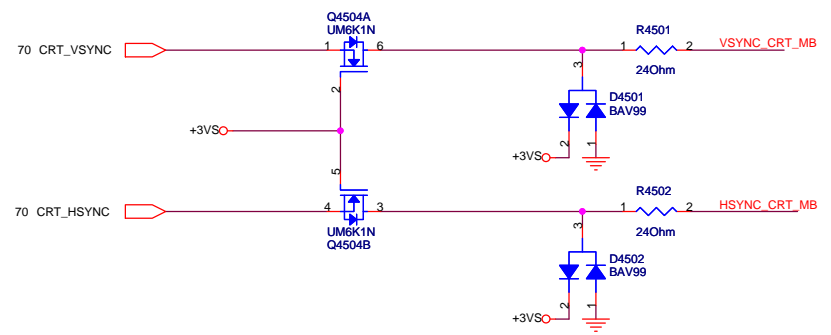 Q4504A
UM6K1N
R4501
70 CRT_VSYNC
1
6
1
2
VSYNC_CRT_MB
24Ohm
3
2
D4501
BAV99
+3VS
2
1
+3VS
5
R4502
70 CRT_HSYNC
4
3
1
2
HSYNC_CRT_MB
UM6K1N
Q4504B
24Ohm
3
D4502
BAV99
2
1
+3VS